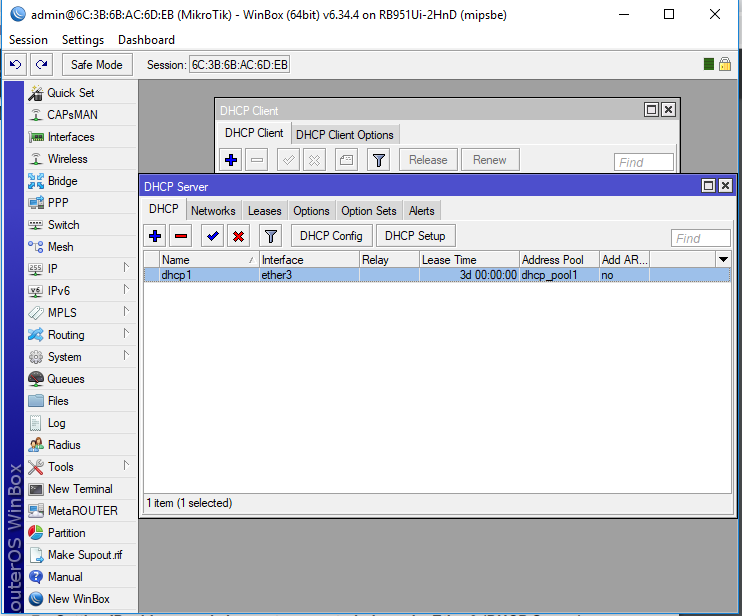 admin@6C:3B:6B:AC:6D:EB (MikroTik) - WinBox (64bit) v6.34.4 on RB951Ui-2HnD (mipsbe)
Session Settings Dashboard
Safe Mode Session: 6C:3B:6B:AC:6D:EB
Quick Set
CAPsMAN
Interfaces
Wireless
Bridge
PPP
Switch
Mesh
IP
IPv6
MPLS
Routing
System
Queues
Files
Log
Radius
Tools
New Terminal
MetaROUTER
Partition
Make Supout.rif
Manual
New WinBox
outerOS WinBox
DHCP Client
DHCP Client DHCP Client Options
Release Renew Find
DHCP Server
DHCP Networks Leases Options Option Sets Alerts
DHCP Config DHCP Setup Find
Name Interface Relay Lease Time Address Pool Add AR...
dhcp1 ether3 3d 00:00:00 dhcp_pool1 no
1 item (1 selected)